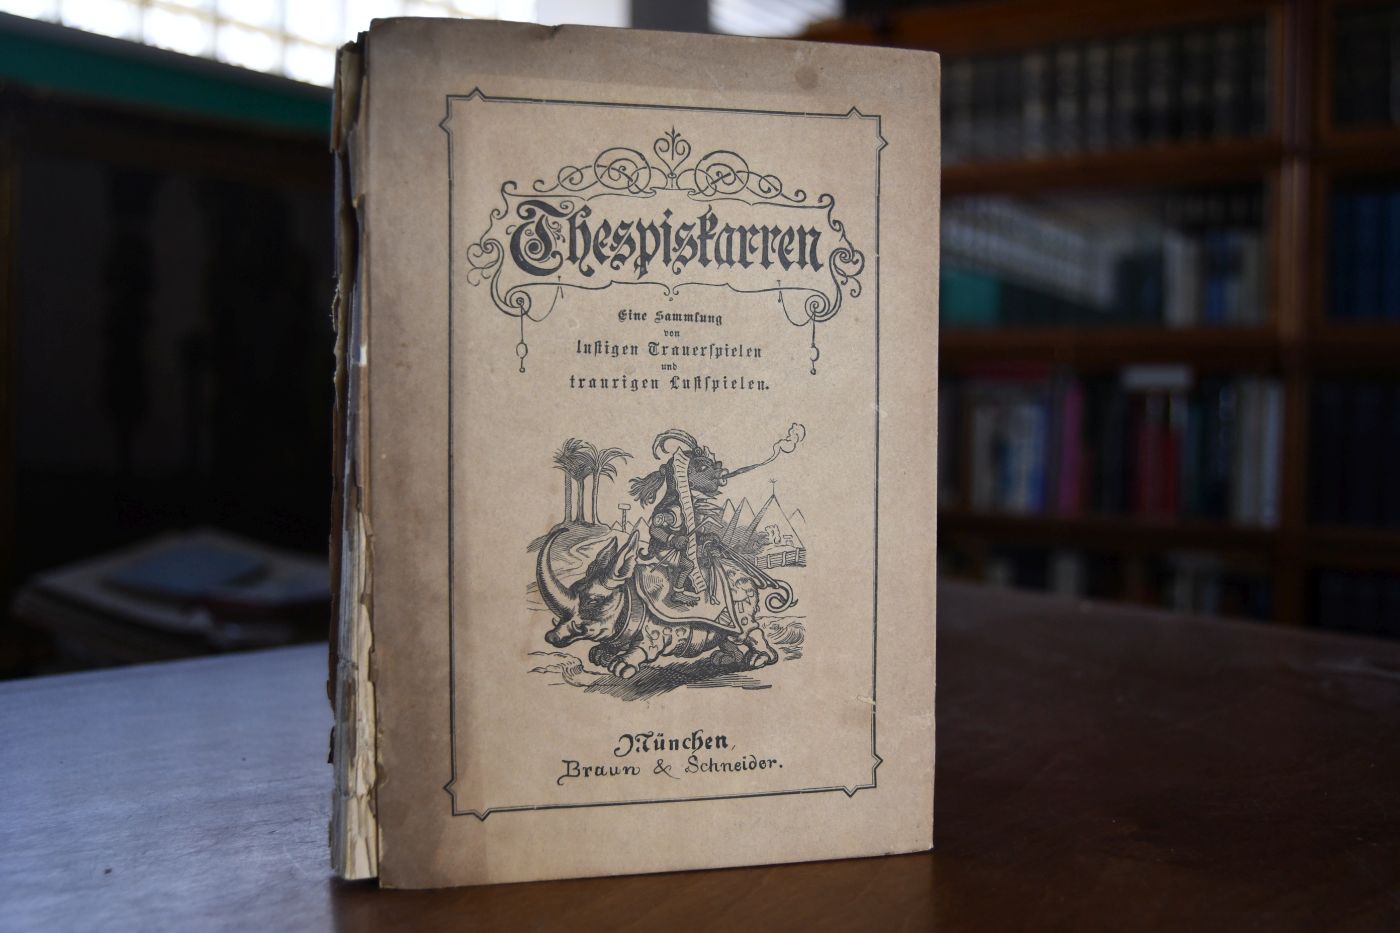 Thespiskarren
Eine Sammlung
von
lustigen Trauerspielen
und
traurigen Lustspielen.
München,
Braun & Schneider.